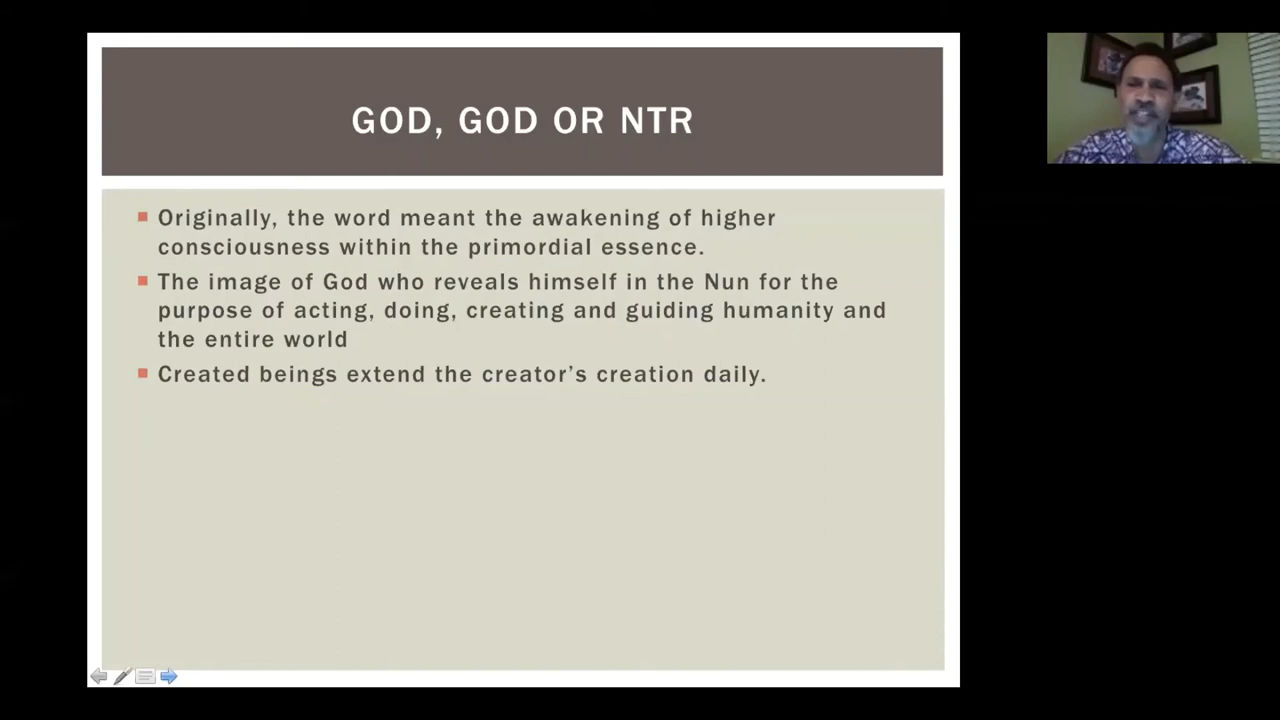 GOD, GOD OR NTR
Originally, the word meant the awakening of higher
consciousness within the primordial essence.
The image of God who reveals himself in the Nun for the
purpose of acting, doing, creating and guiding humanity and
the entire world
Created beings extend the creator’s creation daily.